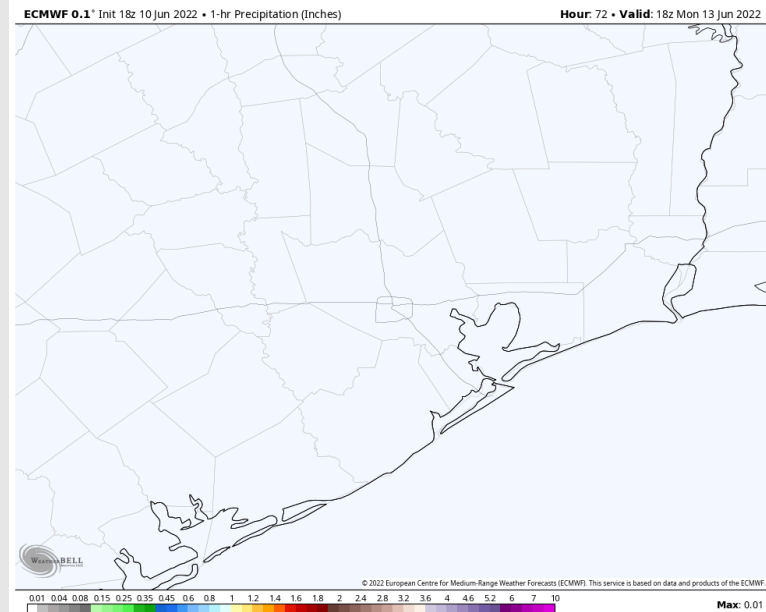 ECMWF 0.1° Init 18z 10 Jun 2022 • 1-hr Precipitation (Inches)
Hour: 72 • Valid: 18z Mon 13 Jun 2022
WeatherBELL
© 2022 European Centre for Medium-Range Weather Forecasts (ECMWF). This service is based on data and products of the ECMWF.
0.01 0.04 0.08 0.15 0.25 0.35 0.45 0.6 0.8 1 1.2 1.4 1.6 1.8 2 2.4 2.8 3.2 3.6 4 4.6 5.2 6 7 10
Max: 0.01